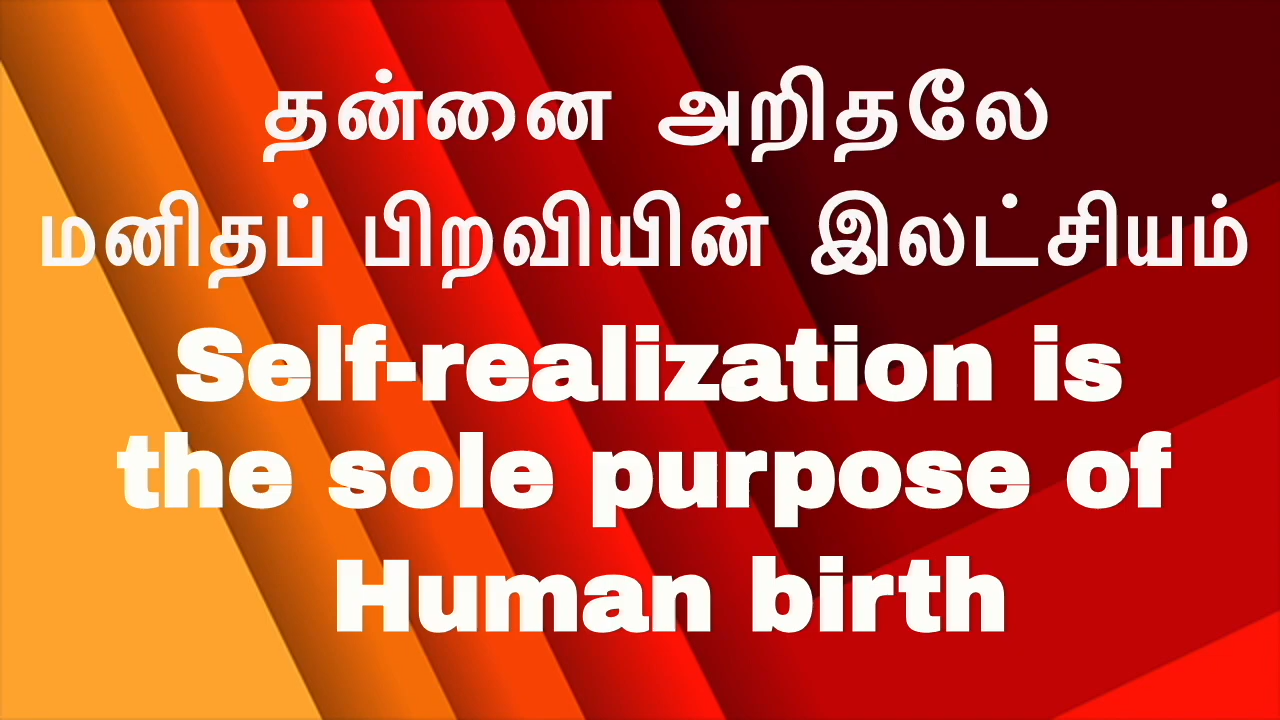 தன்னை அறிதலே
மனிதப் பிறவியின் இலட்சியம்
Self-realization is
the sole purpose of
Human birth